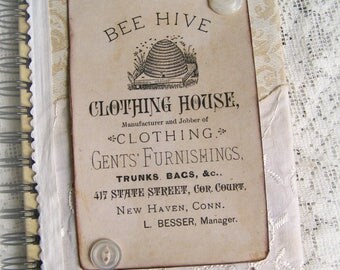 BEE HIVE
CLOTHING HOUSE,
Manufacturer and Jobber of
CLOTHING,
GENTS' FURNISHINGS,
TRUNKS, BAGS, &c.,
417 STATE STREET, COR. COURT,
NEW HAVEN, CONN.
L. BESSER, Manager.